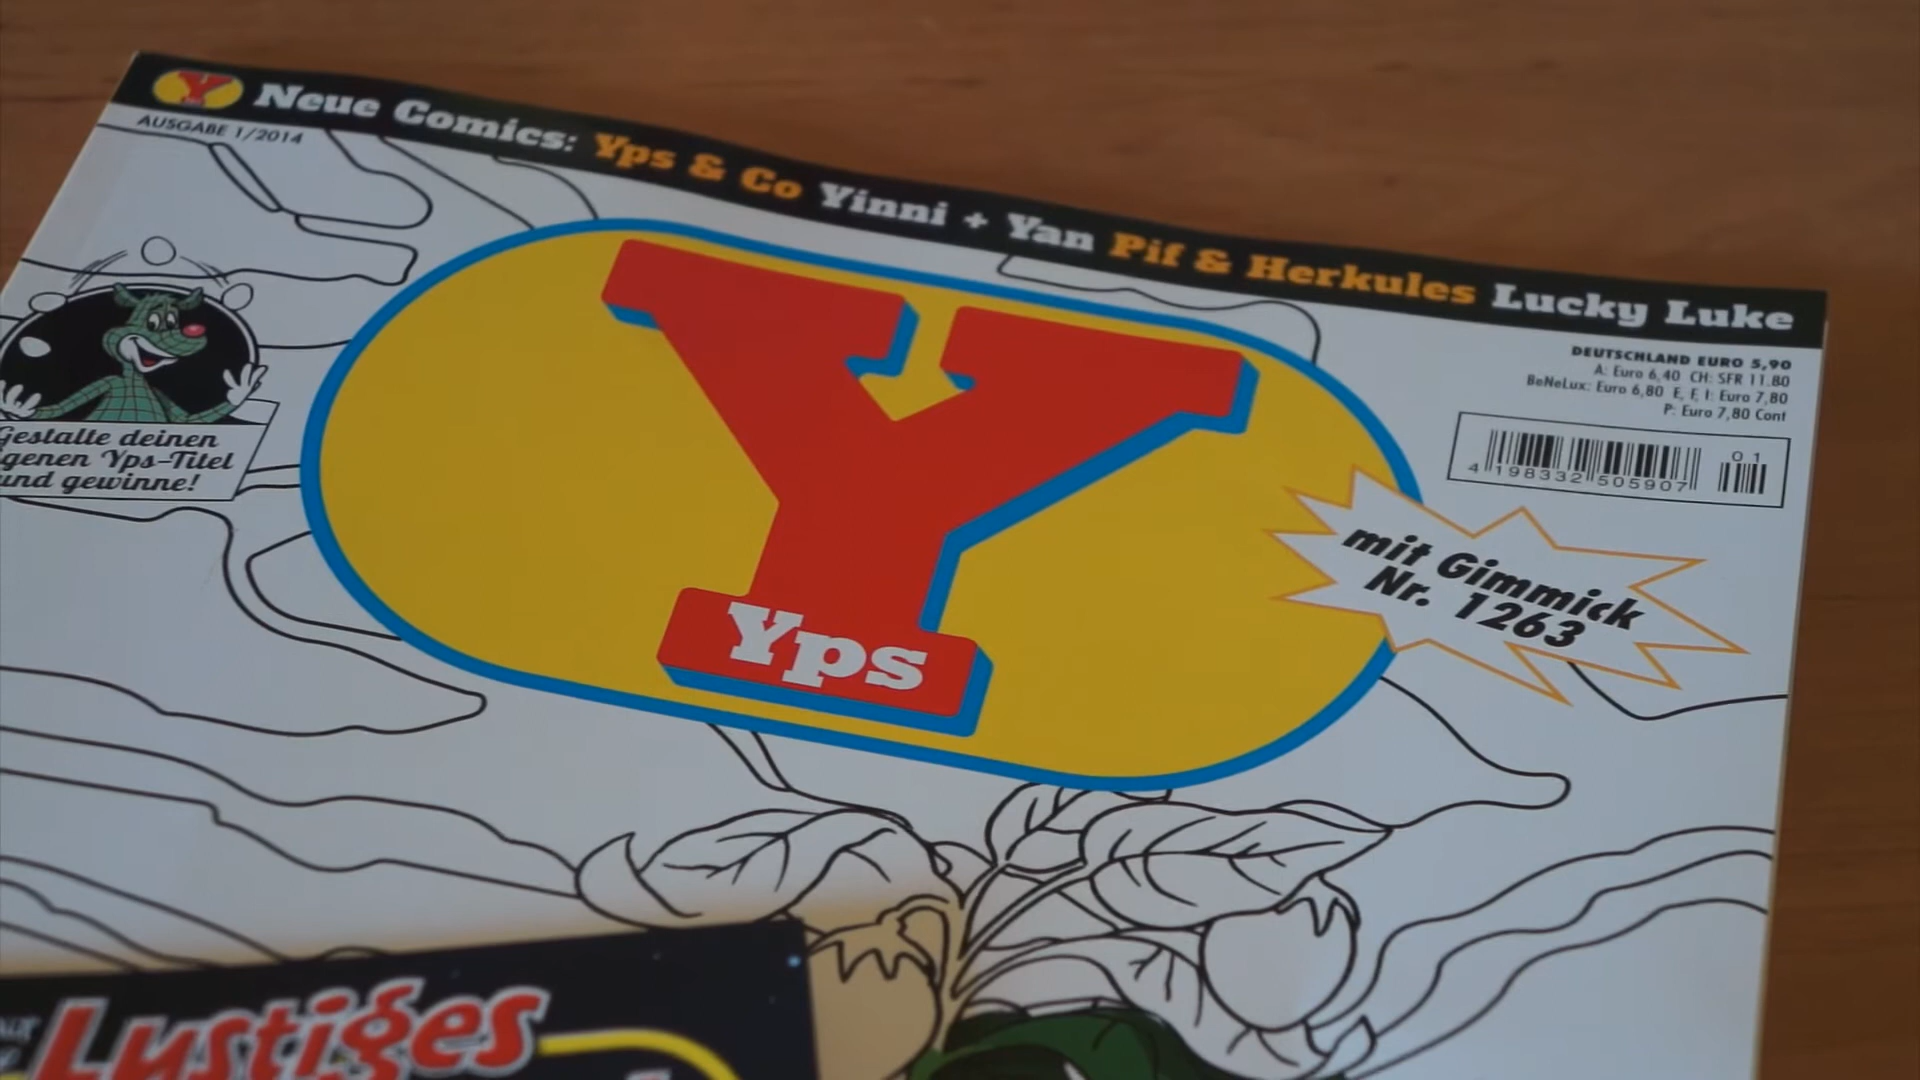 Neue Comics: Yps & Co Yinni + Yan Pif & Herkules Lucky Luke
AUSGABE 1/2014
DEUTSCHLAND EURO 5,90
A: Euro 6,40 CH: SFR 11.80
BeNeLux: Euro 6,80 E, F, I: Euro 7,80
P: Euro 7,80 Cont
4 198332 505907 01
Gestalte deinen
genen Yps-Titel
und gewinne!
Yps
mit Gimmick
Nr. 1263
Lustiges